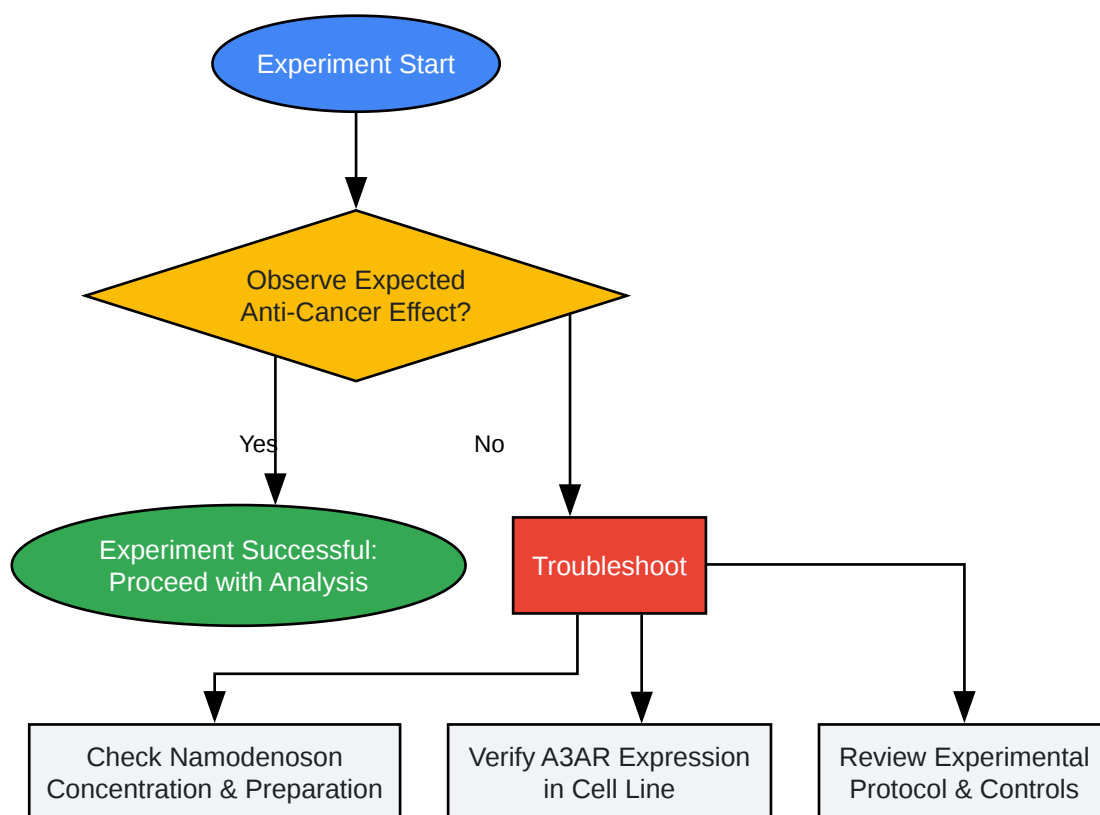 Experiment Start
Observe Expected
Anti-Cancer Effect?
Yes
No
Experiment Successful:
Proceed with Analysis
Troubleshoot
Check Namodenoson
Concentration & Preparation
Verify A3AR Expression
in Cell Line
Review Experimental
Protocol & Controls